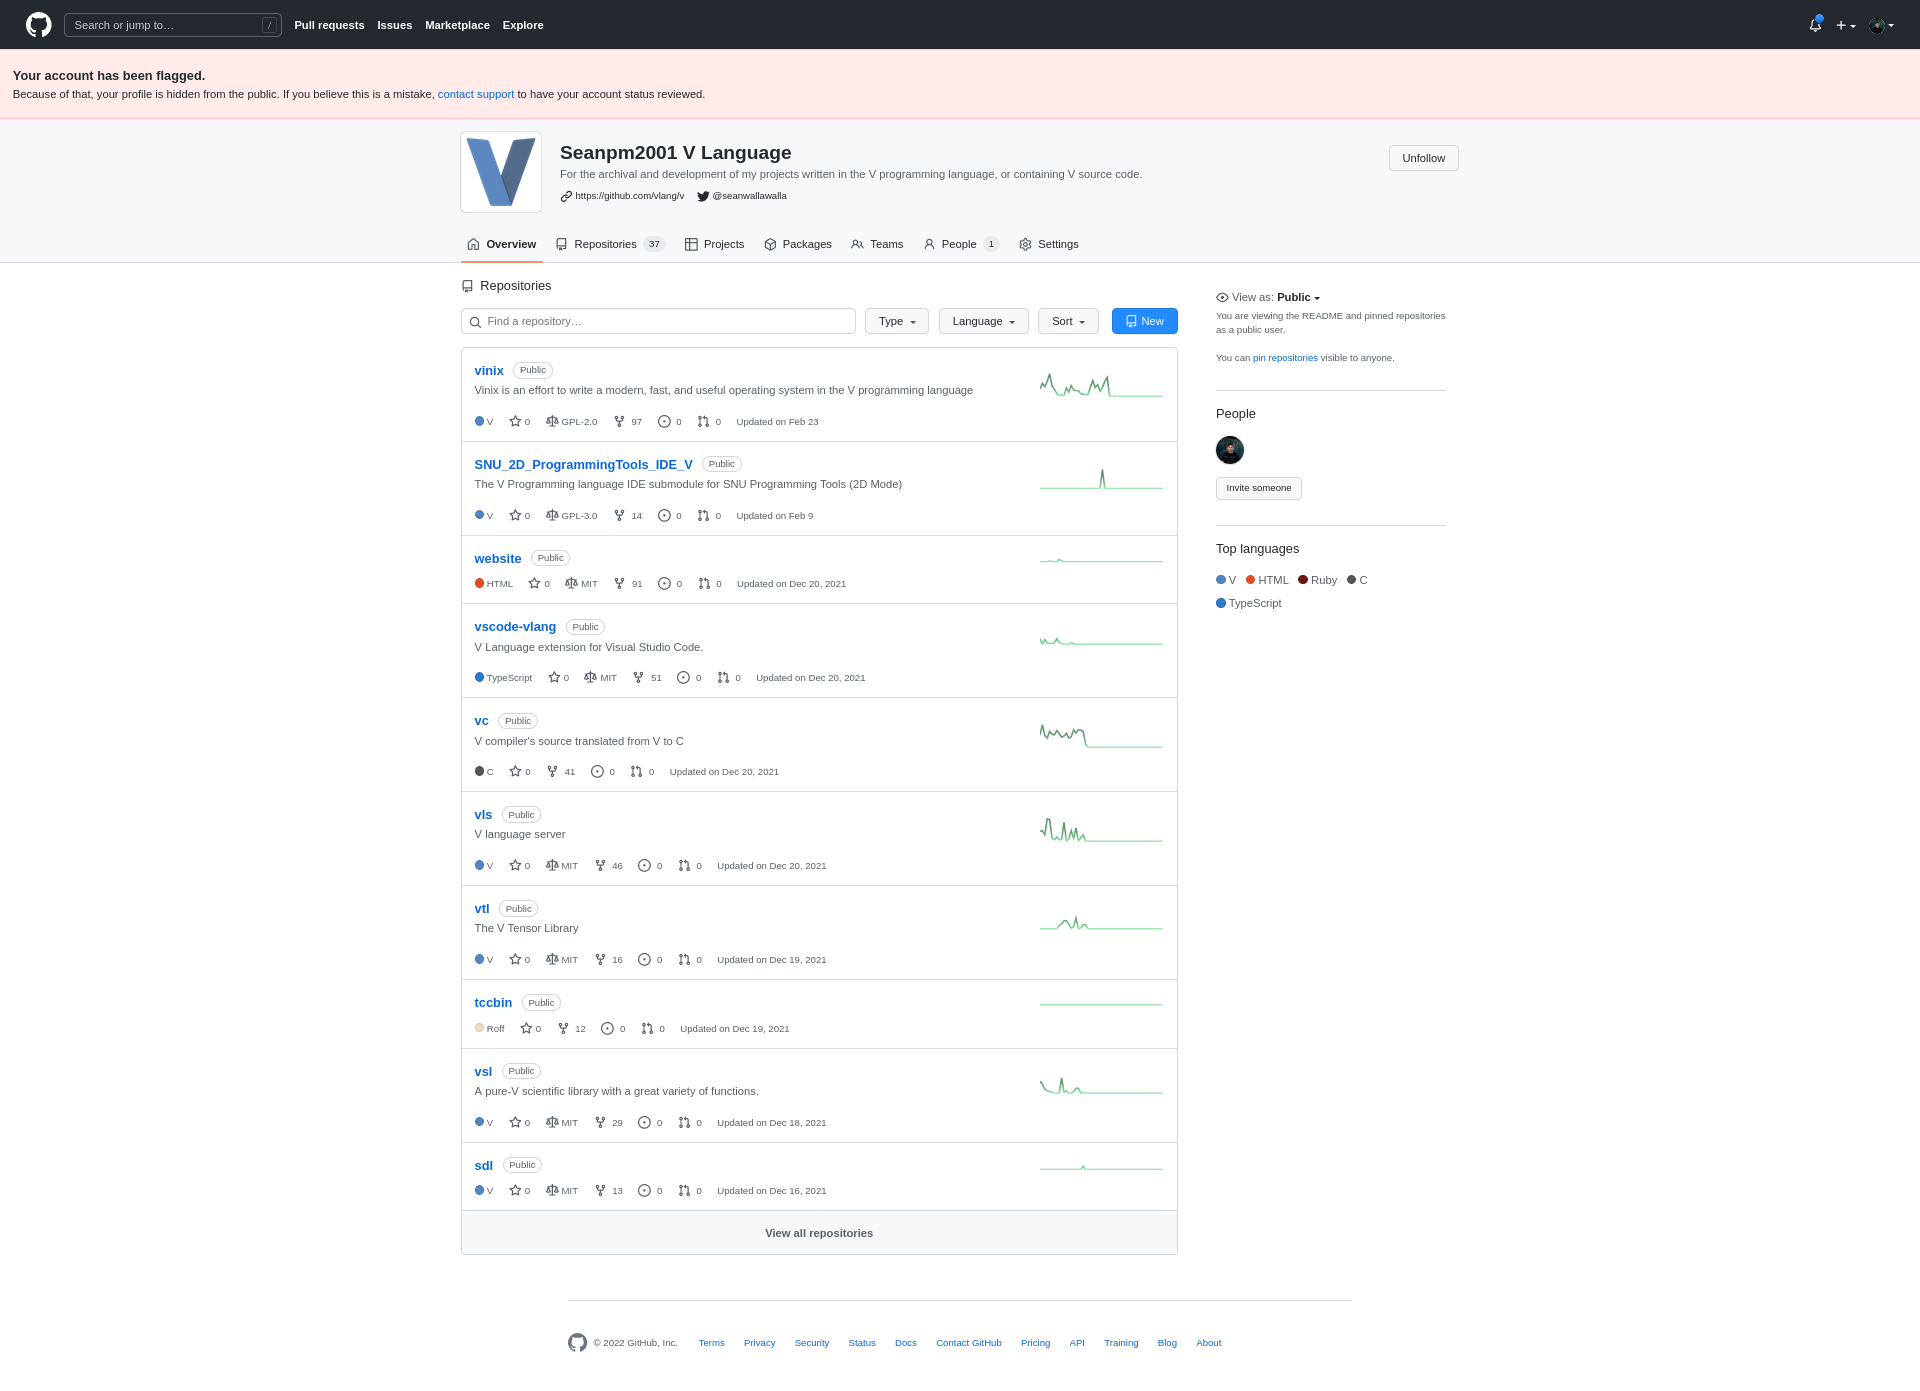 Search or jump to… /
Pull requests Issues Marketplace Explore
Your account has been flagged.
Because of that, your profile is hidden from the public. If you believe this is a mistake, contact support to have your account status reviewed.
Seanpm2001 V Language
For the archival and development of my projects written in the V programming language, or containing V source code.
https://github.com/vlang/v @seanwallawalla
Unfollow
Overview Repositories 37 Projects Packages Teams People 1 Settings
Repositories
Find a repository… Type Language Sort New
vinix Public
Vinix is an effort to write a modern, fast, and useful operating system in the V programming language
V 0 GPL-2.0 97 0 0 Updated on Feb 23
SNU_2D_ProgrammingTools_IDE_V Public
The V Programming language IDE submodule for SNU Programming Tools (2D Mode)
V 0 GPL-3.0 14 0 0 Updated on Feb 9
website Public
HTML 0 MIT 91 0 0 Updated on Dec 20, 2021
vscode-vlang Public
V Language extension for Visual Studio Code.
TypeScript 0 MIT 51 0 0 Updated on Dec 20, 2021
vc Public
V compiler's source translated from V to C
C 0 41 0 0 Updated on Dec 20, 2021
vls Public
V language server
V 0 MIT 46 0 0 Updated on Dec 20, 2021
vtl Public
The V Tensor Library
V 0 MIT 16 0 0 Updated on Dec 19, 2021
tccbin Public
Roff 0 12 0 0 Updated on Dec 19, 2021
vsl Public
A pure-V scientific library with a great variety of functions.
V 0 MIT 29 0 0 Updated on Dec 18, 2021
sdl Public
V 0 MIT 13 0 0 Updated on Dec 16, 2021
View all repositories
View as: Public
You are viewing the README and pinned repositories
as a public user.
You can pin repositories visible to anyone.
People
Invite someone
Top languages
V HTML Ruby C
TypeScript
© 2022 GitHub, Inc. Terms Privacy Security Status Docs Contact GitHub Pricing API Training Blog About